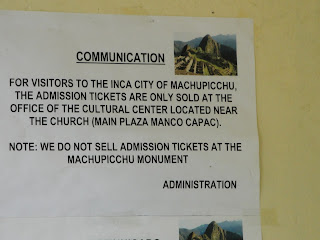 COMMUNICATION
FOR VISITORS TO THE INCA CITY OF MACHUPICCHU,
THE ADMISSION TICKETS ARE ONLY SOLD AT THE
OFFICE OF THE CULTURAL CENTER LOCATED NEAR
THE CHURCH (MAIN PLAZA MANCO CAPAC).
NOTE: WE DO NOT SELL ADMISSION TICKETS AT THE
MACHUPICCHU MONUMENT
ADMINISTRATION